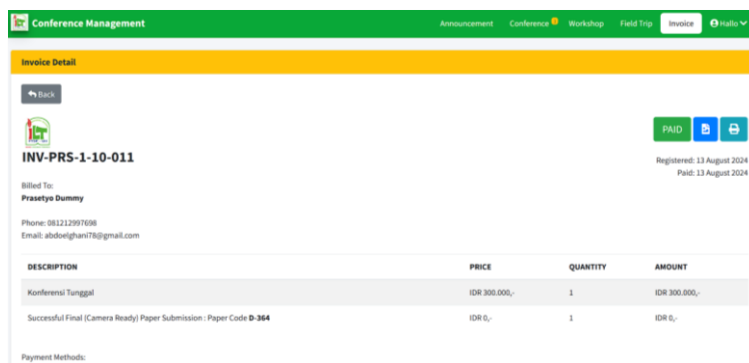 Conference Management
Announcement Conference Workshop Field Trip Invoice Hallo
Invoice Detail
Back
PAID
INV-PRS-1-10-011
Registered: 13 August 2024
Paid: 13 August 2024
Billed To:
Prasetyo Dummy
Phone: 081212997698
Email: abdoelghani78@gmail.com
DESCRIPTION PRICE QUANTITY AMOUNT
Konferensi Tunggal IDR 300.000,- 1 IDR 300.000,-
Successful Final (Camera Ready) Paper Submission : Paper Code D-364 IDR 0,- 1 IDR 0,-
Payment Methods: